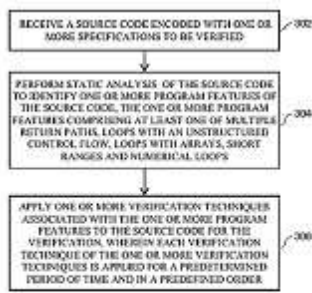 RECEIVE A SOURCE CODE ENCODED WITH ONE OR
MORE SPECIFICATIONS TO BE VERIFIED
302
PERFORM STATIC ANALYSIS OF THE SOURCE CODE
TO IDENTIFY ONE OR MORE PROGRAM FEATURES OF
THE SOURCE CODE, THE ONE OR MORE PROGRAM
FEATURES COMPRISING AT LEAST ONE OF MULTIPLE
RETURN PATHS, LOOPS WITH AN UNSTRUCTURED
CONTROL FLOW, LOOPS WITH ARRAYS, SHORT
RANGES AND NUMERICAL LOOPS
304
APPLY ONE OR MORE VERIFICATION TECHNIQUES
ASSOCIATED WITH THE ONE OR MORE PROGRAM
FEATURES TO THE SOURCE CODE FOR THE
VERIFICATION, WHEREIN EACH VERIFICATION
TECHNIQUE OF THE ONE OR MORE VERIFICATION
TECHNIQUES IS APPLIED FOR A PREDETERMINED
PERIOD OF TIME AND IN A PREDEFINED ORDER
306